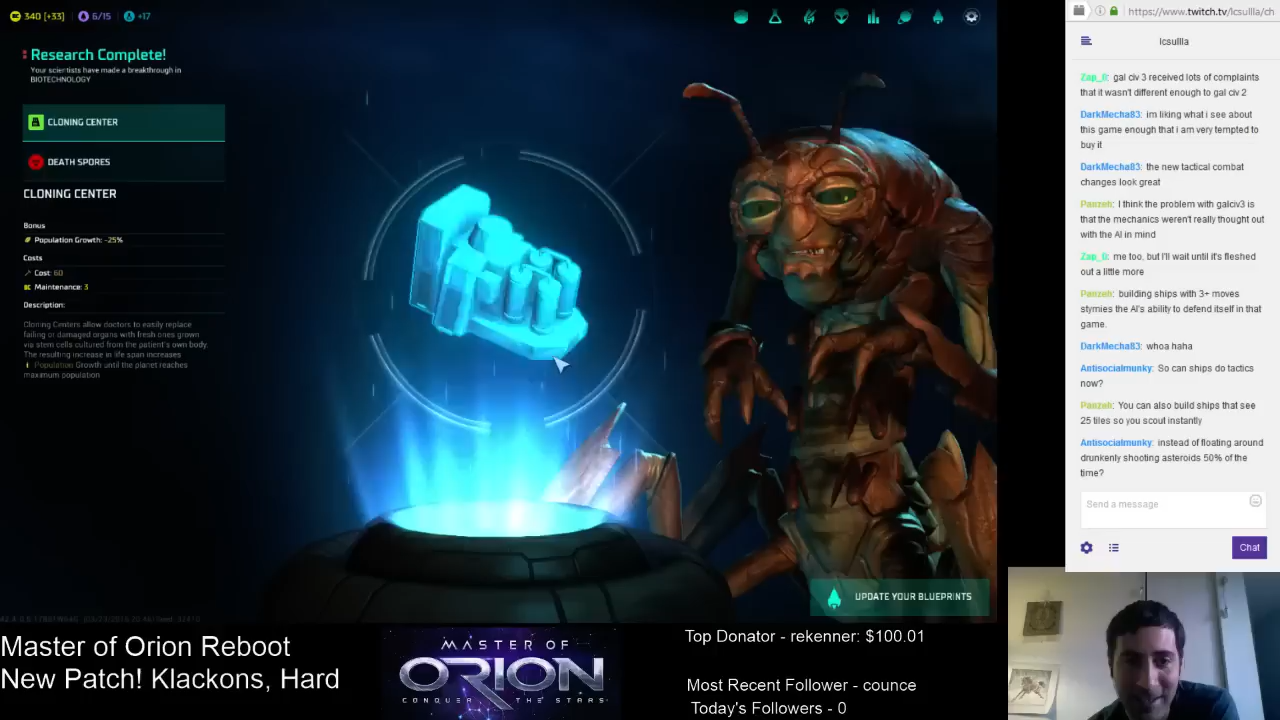 340 [+33]
6/15
+17
Research Complete!
Your scientists have made a breakthrough in
BIOTECHNOLOGY
CLONING CENTER
DEATH SPORES
CLONING CENTER
Bonus
Population Growth: -25%
Costs
Cost: 60
Maintenance: 3
Description:
Cloning Centers allow doctors to easily replace
failing or damaged organs with fresh ones grown
via stem cells cultured from the patient's own body.
The resulting increase in life span increases
Population Growth until the planet reaches
maximum population
UPDATE YOUR BLUEPRINTS
https://www.twitch.tv/lcsullla/ch
lcsullla
Zap_B: gal civ 3 received lots of complaints
that it wasn't different enough to gal civ 2
DarkMecha83: im liking what i see about
this game enough that i am very tempted to
buy it
DarkMecha83: the new tactical combat
changes look great
Panzeh: I think the problem with galciv3 is
that the mechanics weren't really thought out
with the AI in mind
Zap_B: me too, but I'll wait until it's fleshed
out a little more
Panzeh: building ships with 3+ moves
stymies the AI's ability to defend itself in that
game.
DarkMecha83: whoa haha
Antisocialmunky: So can ships do tactics
now?
Panzeh: You can also build ships that see
25 tiles so you scout instantly
Antisocialmunky: instead of floating around
drunkenly shooting asteroids 50% of the
time?
Send a message
Chat
Master of Orion Reboot
New Patch! Klackons, Hard
MASTER OF
ORION
CONQUER THE STARS
Top Donator - rekenner: $100.01
Most Recent Follower - counce
Today's Followers - 0